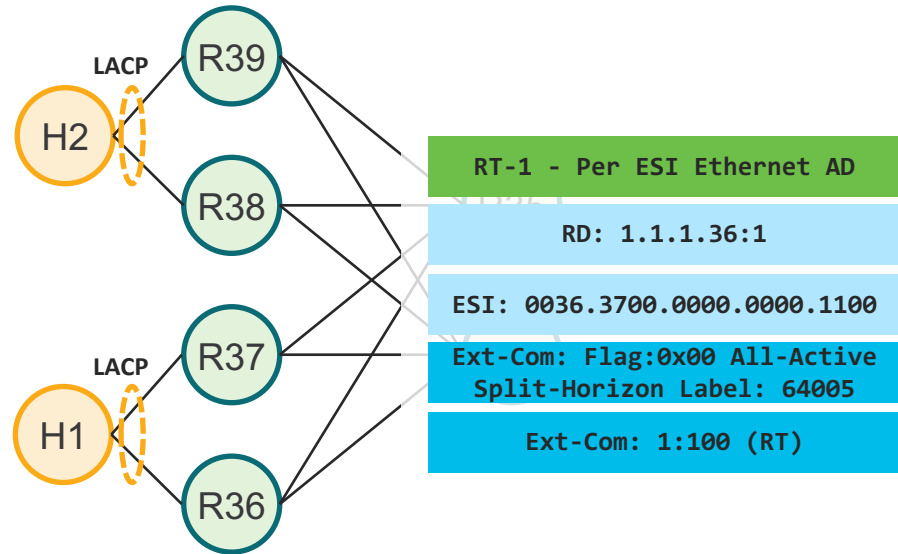 LACP
H2
R39
R38
LACP
H1
R37
R36
RT-1 - Per ESI Ethernet AD
RD: 1.1.1.36:1
ESI: 0036.3700.0000.0000.1100
Ext-Com: Flag:0x00 All-Active
Split-Horizon Label: 64005
Ext-Com: 1:100 (RT)